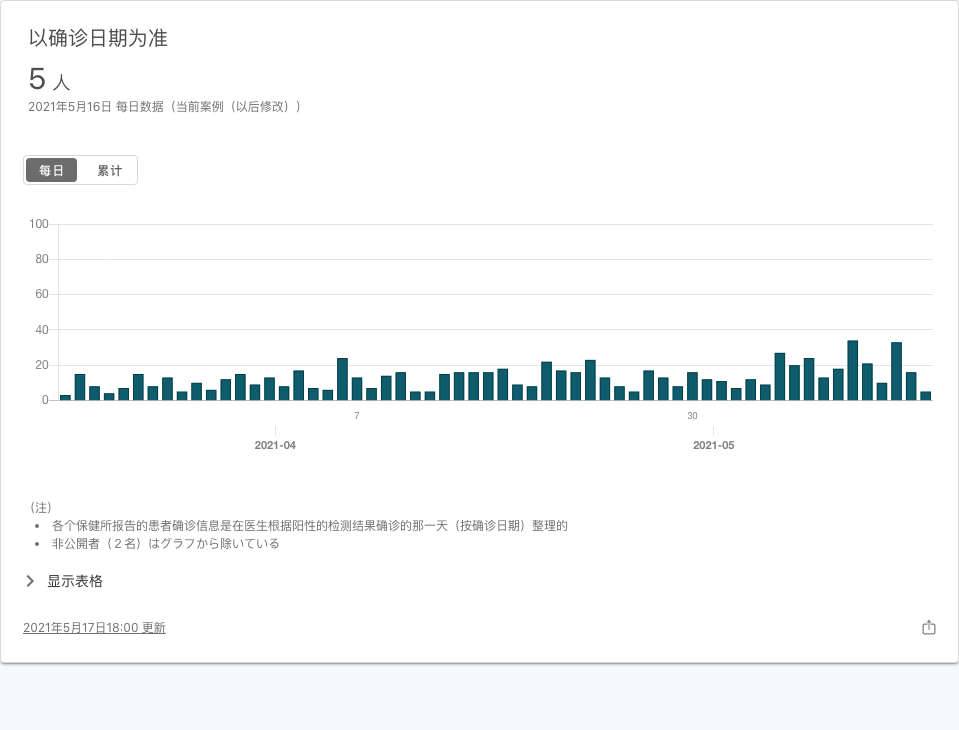 以确诊日期为准
5 人
2021年5月16日 每日数据（当前案例（以后修改））
每日 累计
100
80
60
40
20
0
7 30
2021-04 2021-05
（注）
• 各个保健所报告的患者确诊信息是在医生根据阳性的检测结果确诊的那一天（按确诊日期）整理的
• 非公開者（２名）はグラフから除いている
显示表格
2021年5月17日18:00 更新